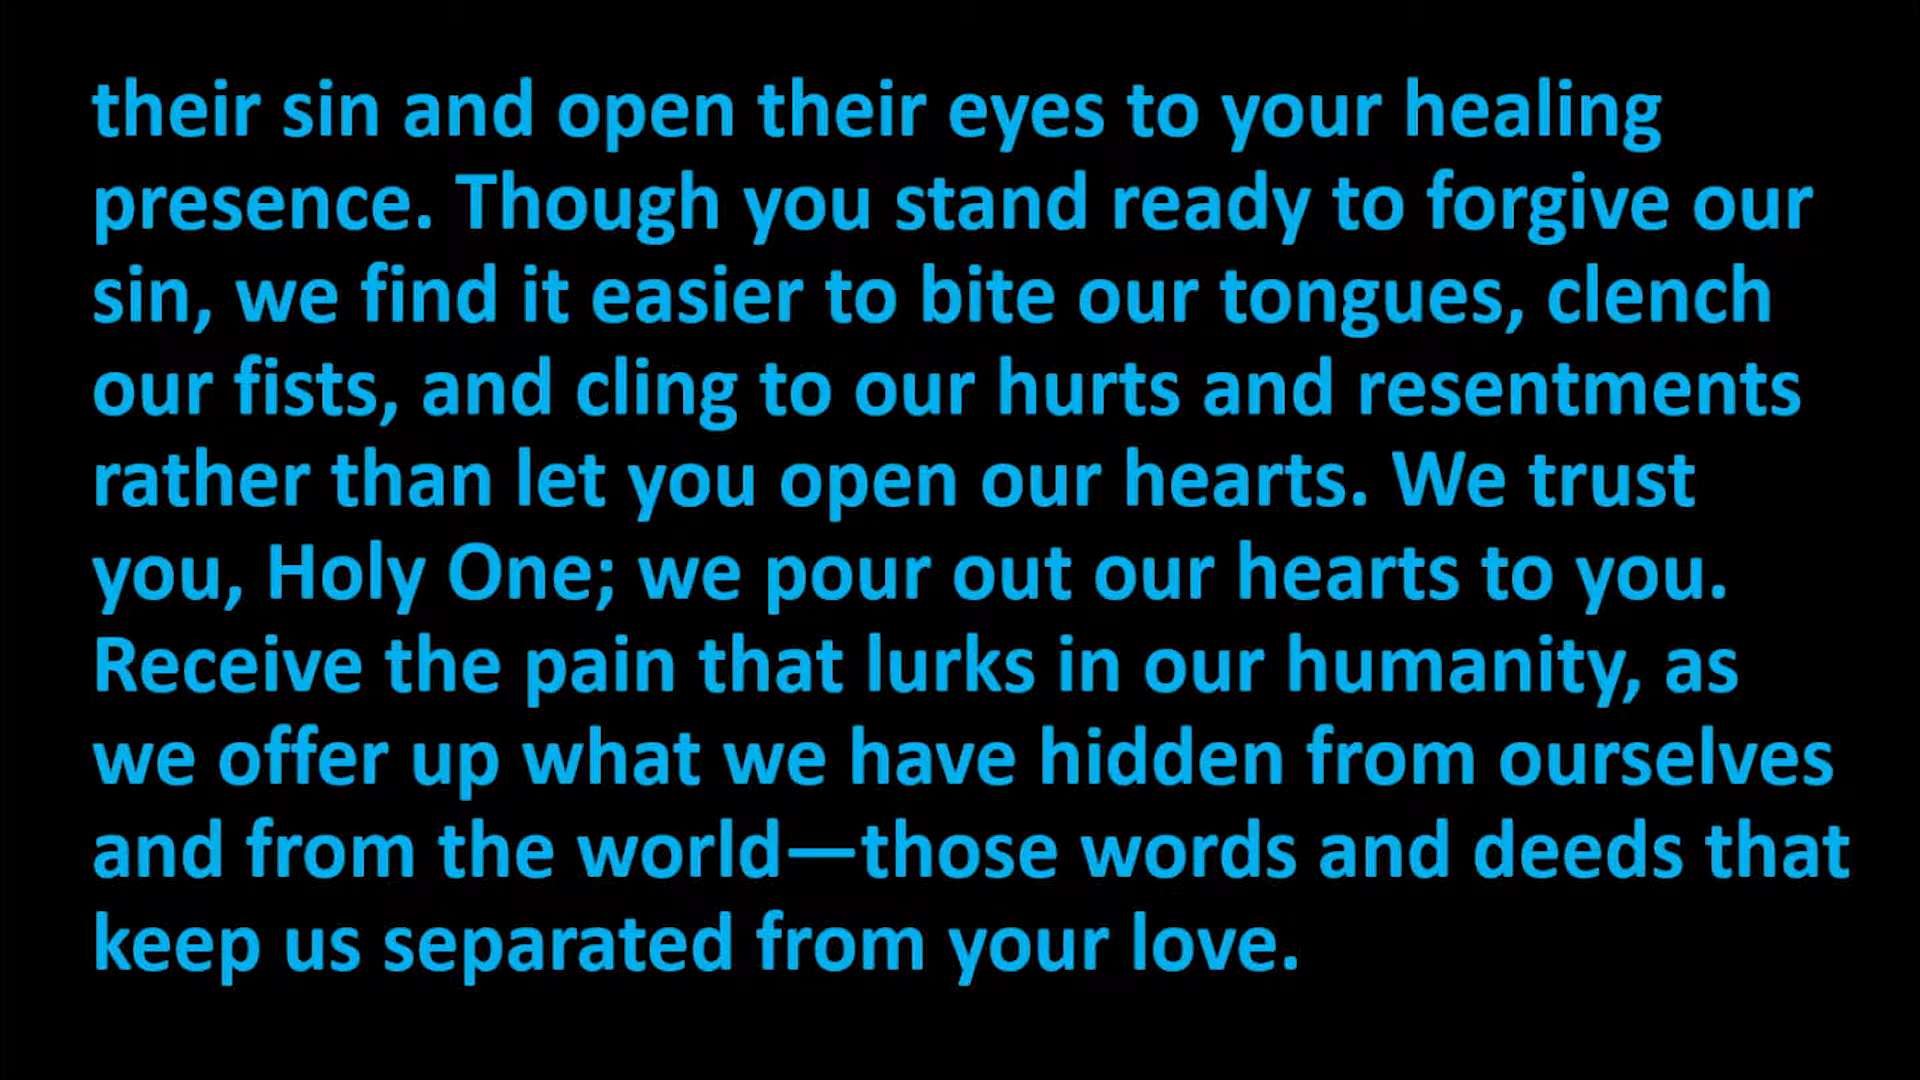 their sin and open their eyes to your healing
presence. Though you stand ready to forgive our
sin, we find it easier to bite our tongues, clench
our fists, and cling to our hurts and resentments
rather than let you open our hearts. We trust
you, Holy One; we pour out our hearts to you.
Receive the pain that lurks in our humanity, as
we offer up what we have hidden from ourselves
and from the world—those words and deeds that
keep us separated from your love.